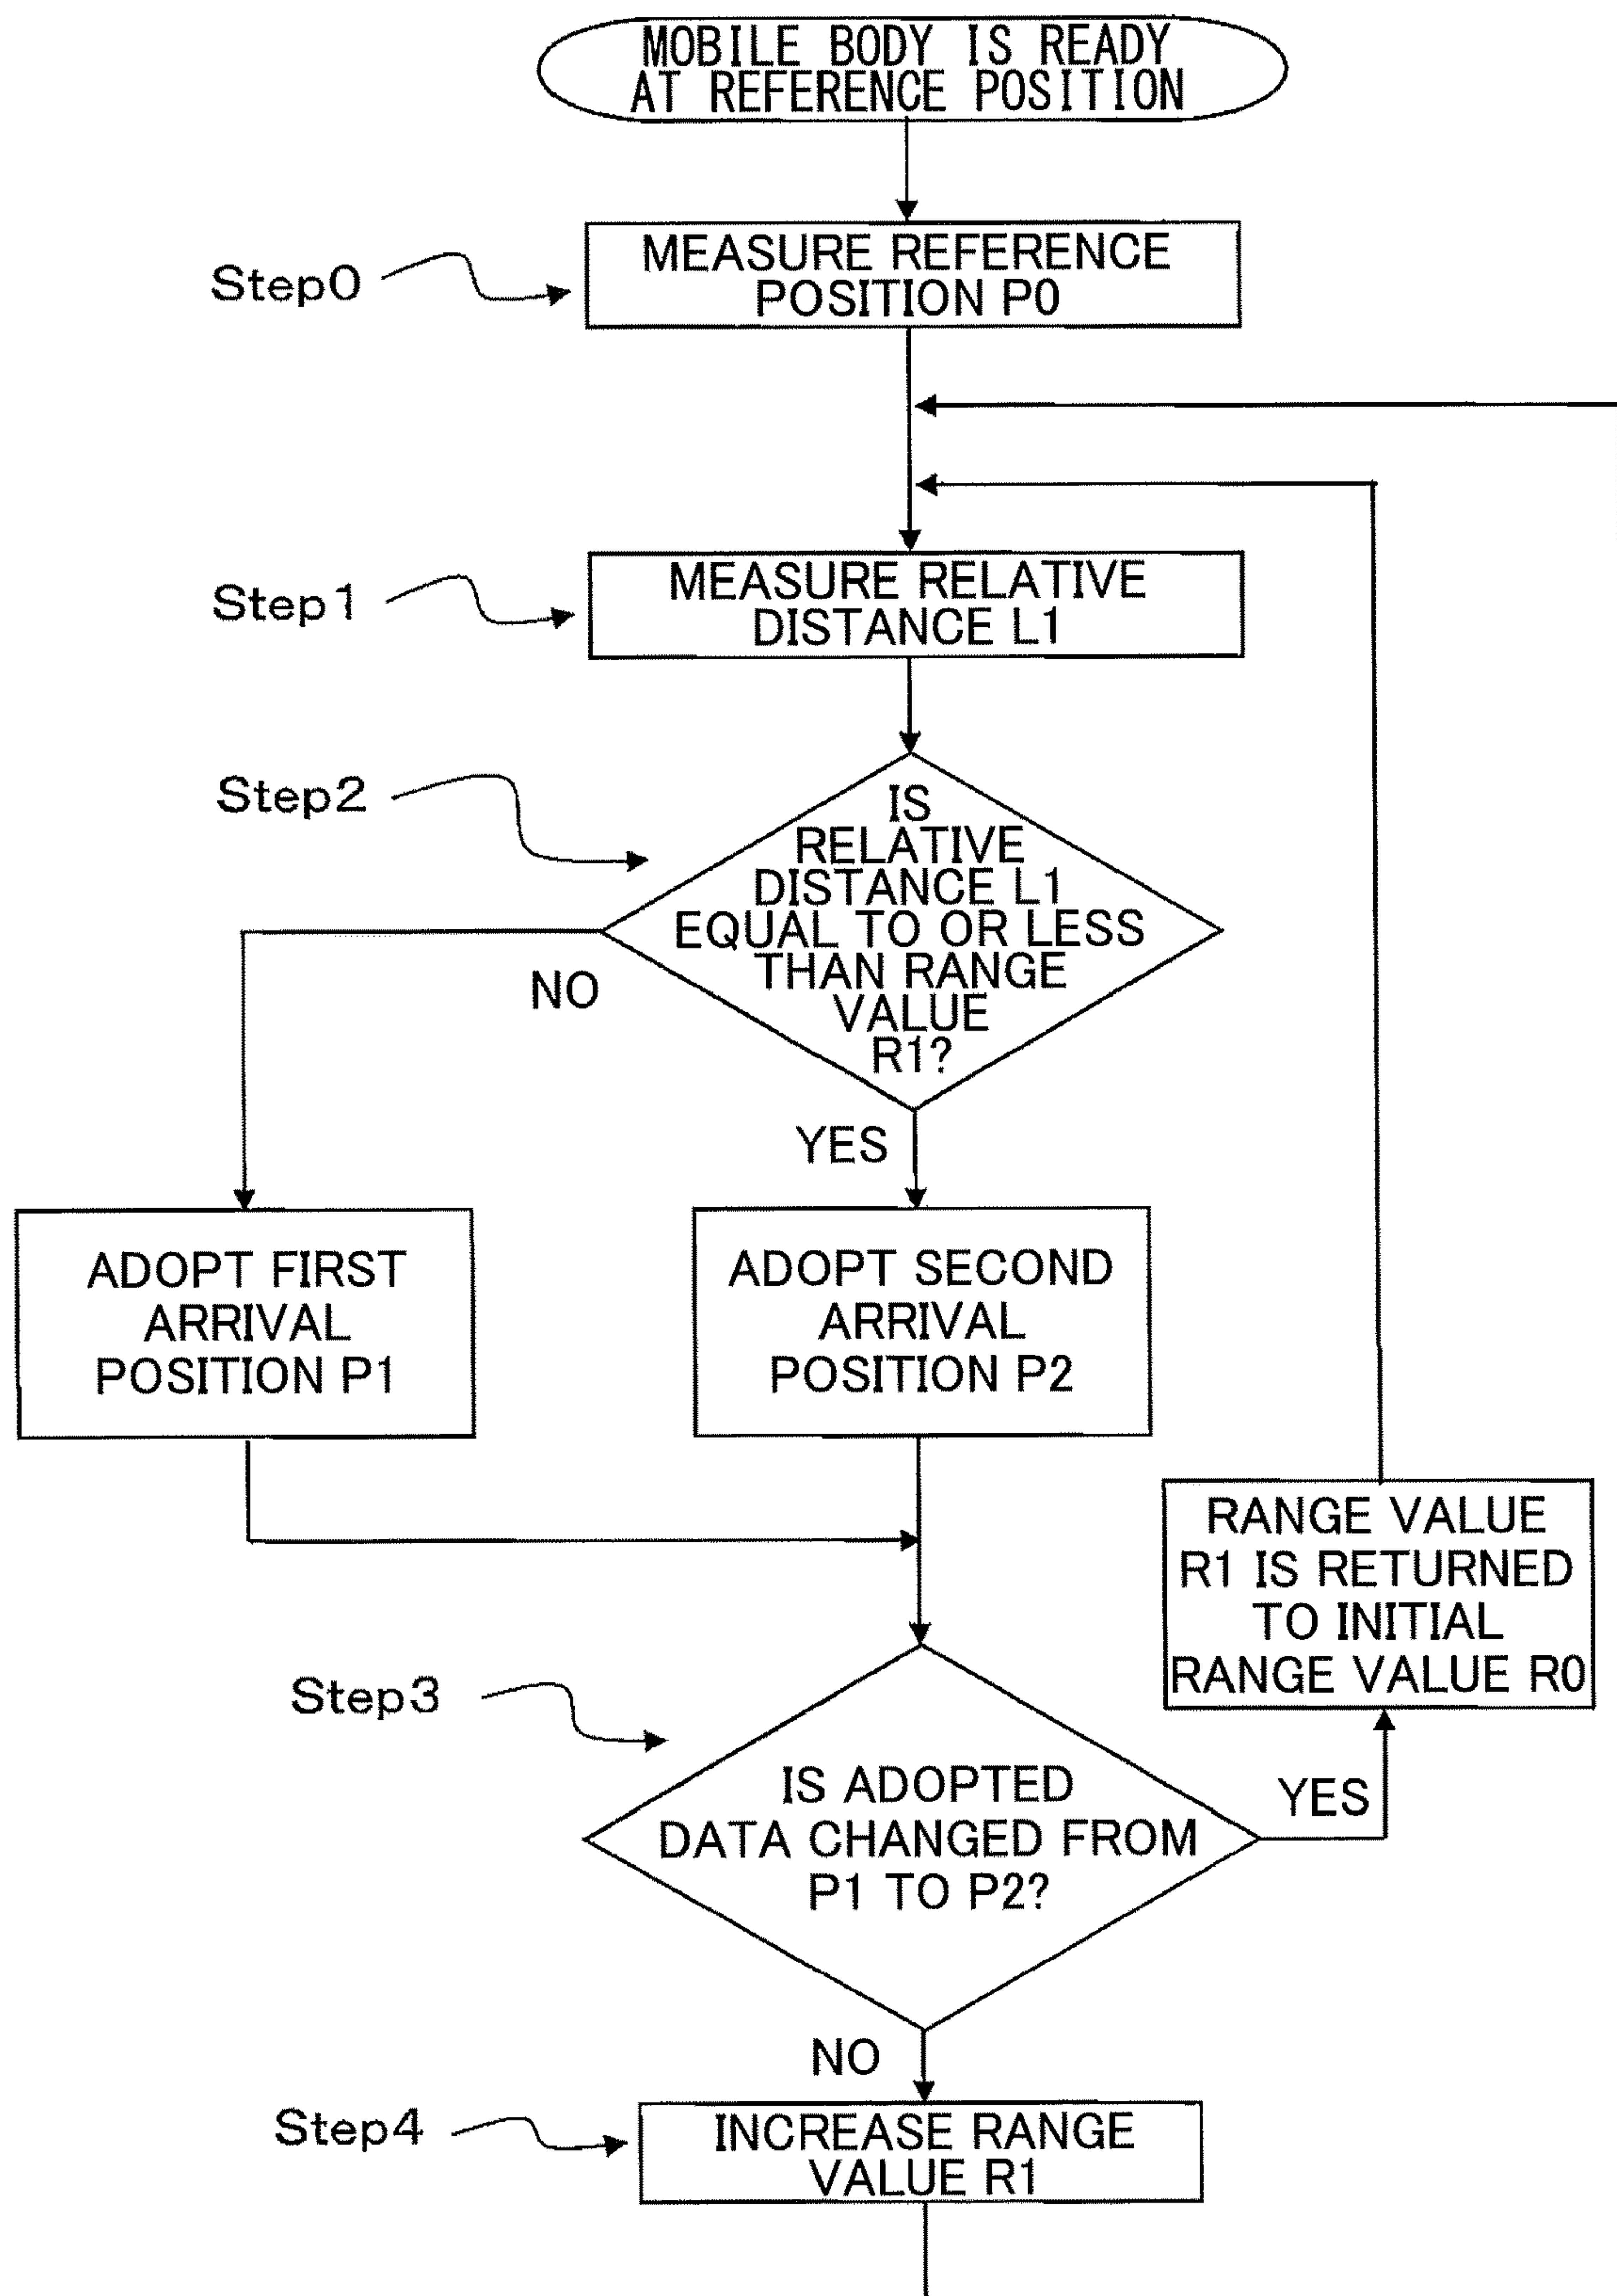 MOBILE BODY IS READY
AT REFERENCE POSITION
Step0
MEASURE REFERENCE
POSITION P0
Step1
MEASURE RELATIVE
DISTANCE L1
Step2
IS
RELATIVE
DISTANCE L1
EQUAL TO OR LESS
THAN RANGE
VALUE
R1?
NO
YES
ADOPT FIRST
ARRIVAL
POSITION P1
ADOPT SECOND
ARRIVAL
POSITION P2
RANGE VALUE
R1 IS RETURNED
TO INITIAL
RANGE VALUE R0
Step3
IS ADOPTED
DATA CHANGED FROM
P1 TO P2?
YES
NO
Step4
INCREASE RANGE
VALUE R1